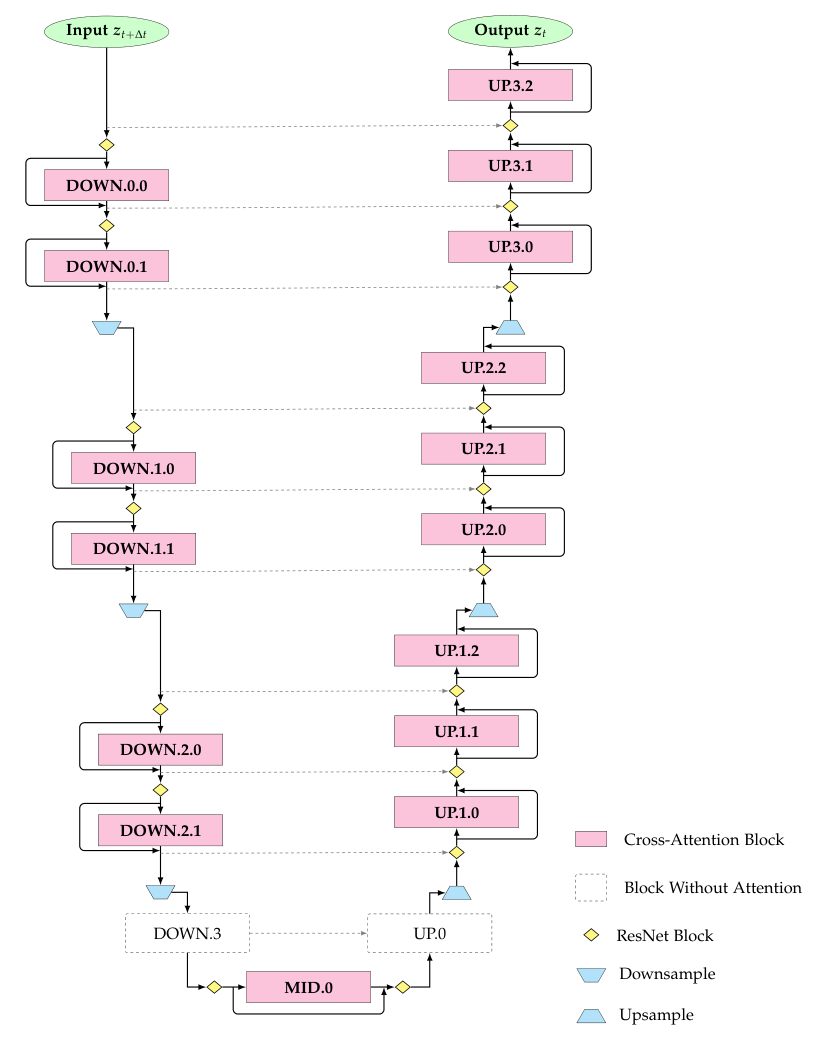 Input z_{t+Δt}
Output z_t
UP.3.2
UP.3.1
DOWN.0.0
UP.3.0
DOWN.0.1
UP.2.2
UP.2.1
DOWN.1.0
UP.2.0
DOWN.1.1
UP.1.2
UP.1.1
DOWN.2.0
UP.1.0
DOWN.2.1
DOWN.3
UP.0
MID.0
Cross-Attention Block
Block Without Attention
ResNet Block
Downsample
Upsample